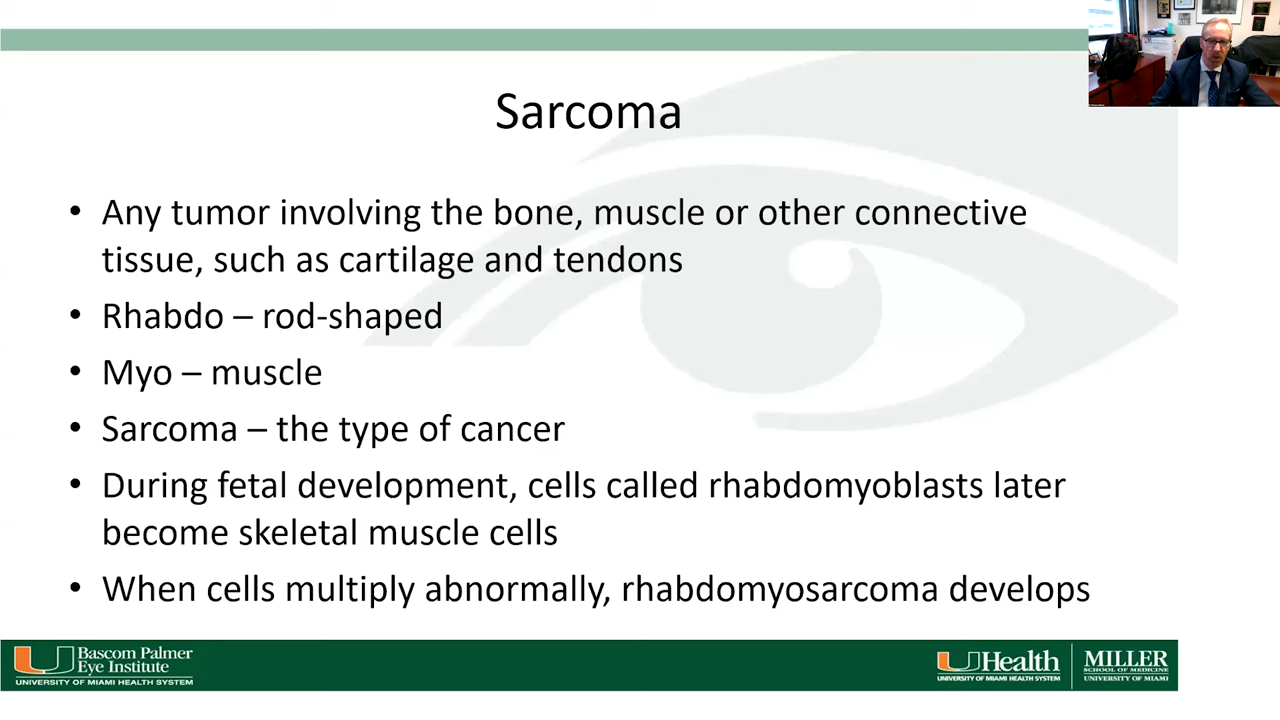 Sarcoma
• Any tumor involving the bone, muscle or other connective
tissue, such as cartilage and tendons
• Rhabdo – rod-shaped
• Myo – muscle
• Sarcoma – the type of cancer
• During fetal development, cells called rhabdomyoblasts later
become skeletal muscle cells
• When cells multiply abnormally, rhabdomyosarcoma develops
Bascom Palmer
Eye Institute
UNIVERSITY OF MIAMI HEALTH SYSTEM
UHealth
UNIVERSITY OF MIAMI HEALTH SYSTEM
MILLER
SCHOOL OF MEDICINE
UNIVERSITY OF MIAMI